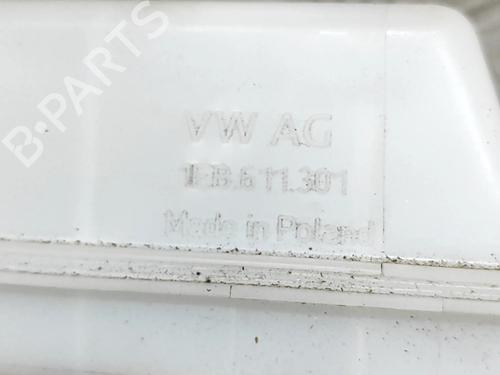 B-PARTS
VW AG
1EB.611.301
Made in Poland